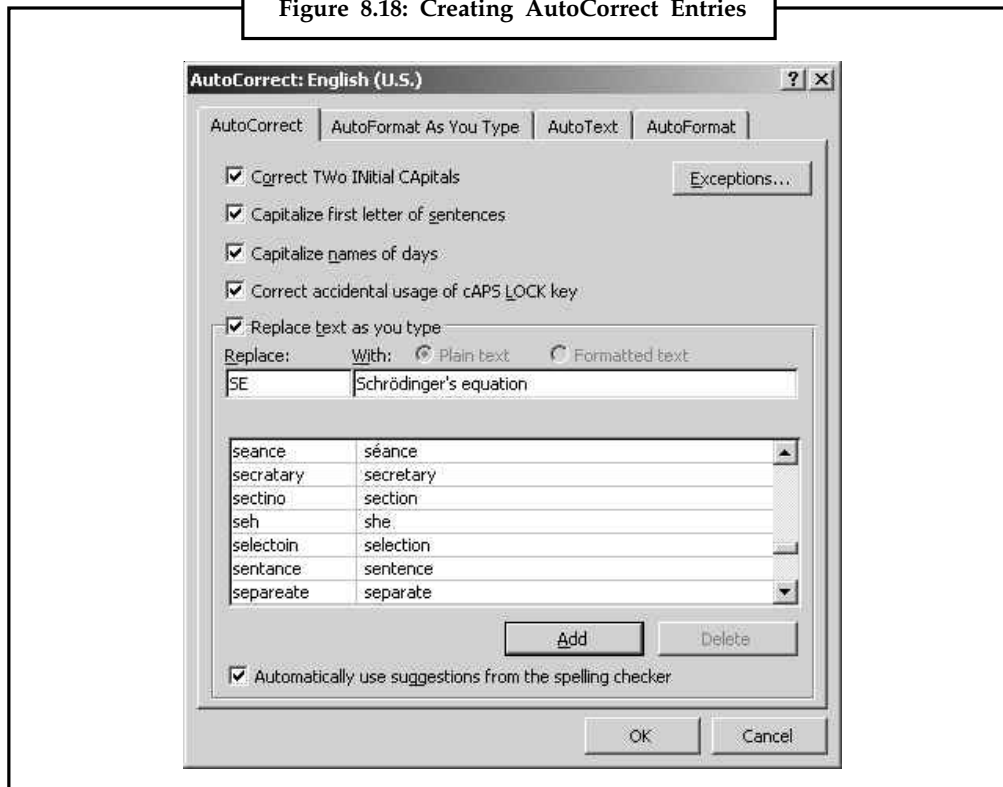 Figure 8.18: Creating AutoCorrect Entries
AutoCorrect: English (U.S.)
AutoCorrect AutoFormat As You Type AutoText AutoFormat
Correct TWo INitial CApitals Exceptions...
Capitalize first letter of sentences
Capitalize names of days
Correct accidental usage of cAPS LOCK key
Replace text as you type
Replace: With: Plain text Formatted text
SE Schrödinger's equation
seance séance
secratary secretary
sectino section
seh she
selectoin selection
sentance sentence
separeate separate
Add Delete
Automatically use suggestions from the spelling checker
OK Cancel